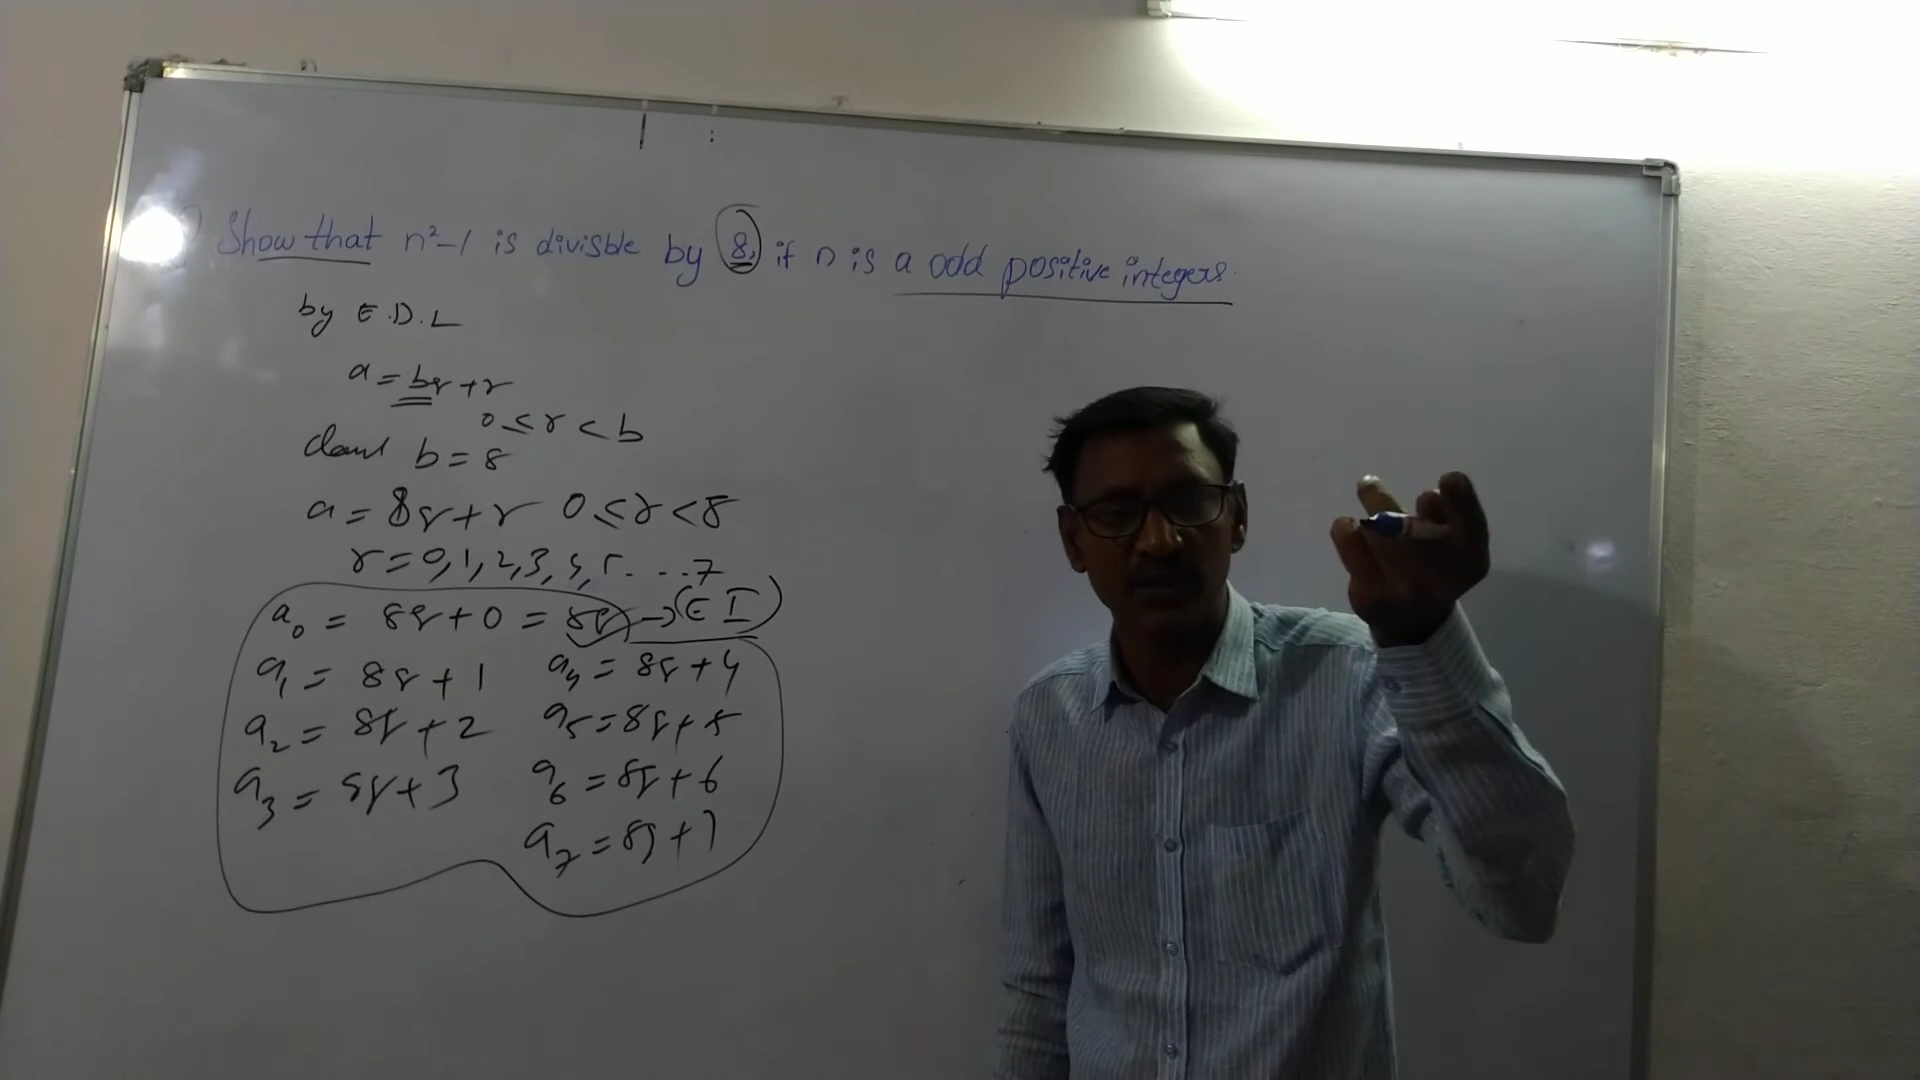 Show that n²-1 is divisble by 8, if n is a odd positive integers.
by E.D.L
a = bq + r
0 ≤ r < b
b = 8
a = 8q + r 0 ≤ r < 8
r = 0, 1, 2, 3, 4, 5. . . . 7
a₀ = 8q + 0 = 8q → (∈ I)
a₁ = 8q + 1 a₄ = 8q + 4
a₂ = 8q + 2 a₅ = 8q + 5
a₃ = 8q + 3 a₆ = 8q + 6
a₇ = 8q + 7